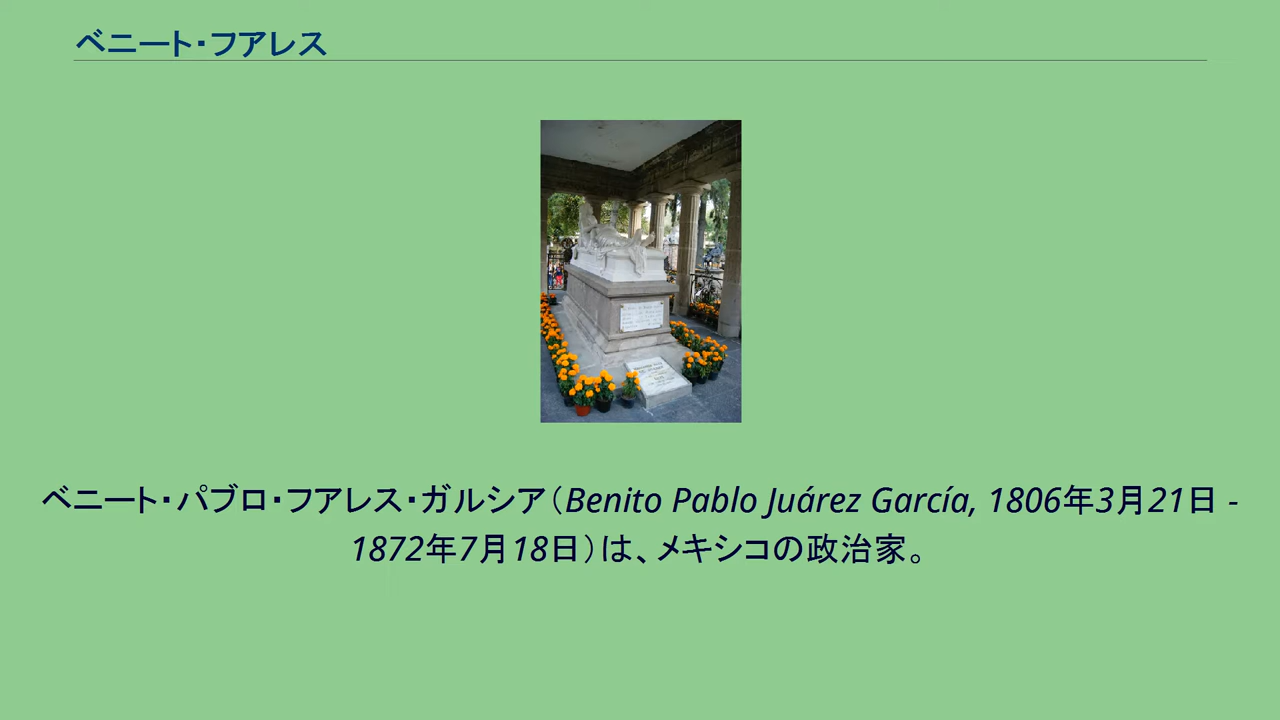 ベニート・フアレス
ベニート・パブロ・フアレス・ガルシア（Benito Pablo Juárez García, 1806年3月21日 -
1872年7月18日）は、メキシコの政治家。